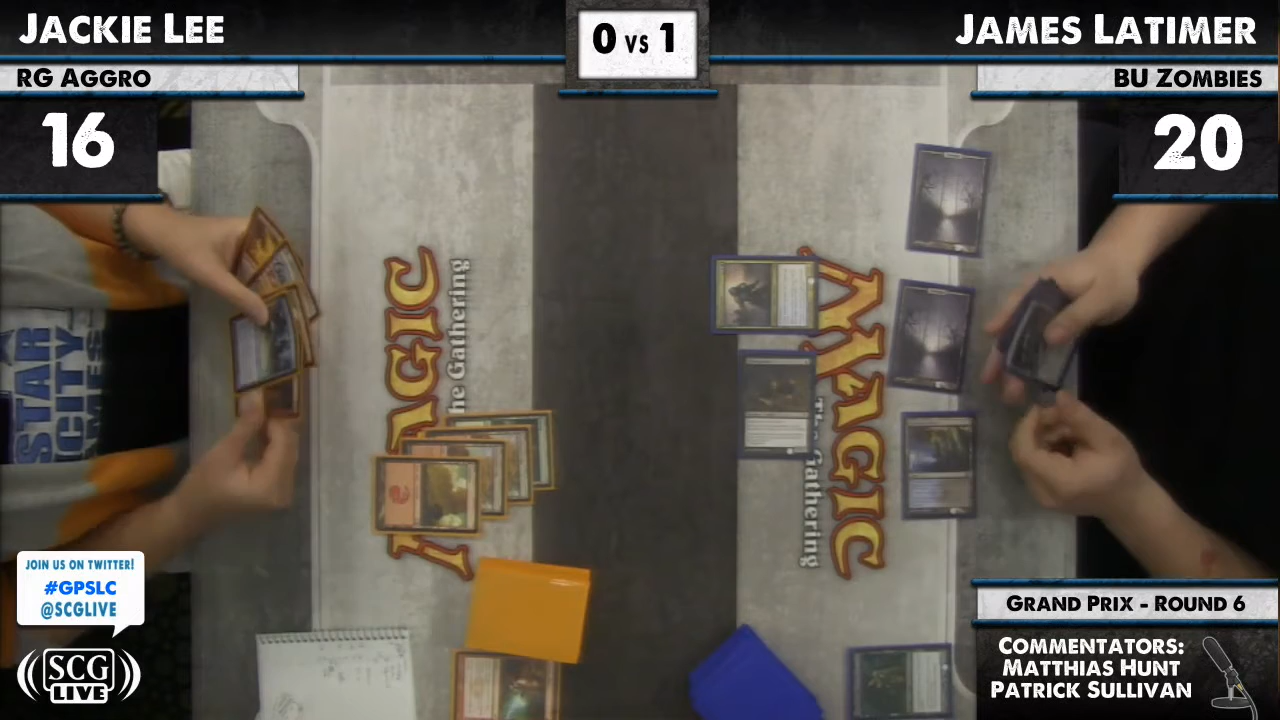 JACKIE LEE
0 VS 1
JAMES LATIMER
RG AGGRO
BU ZOMBIES
16
20
MAGIC
The Gathering
MAGIC
The Gathering
STAR
CITY
GAMES
JOIN US ON TWITTER!
#GPSLC
@SCGLIVE
SCG
LIVE
GRAND PRIX - ROUND 6
COMMENTATORS:
MATTHIAS HUNT
PATRICK SULLIVAN